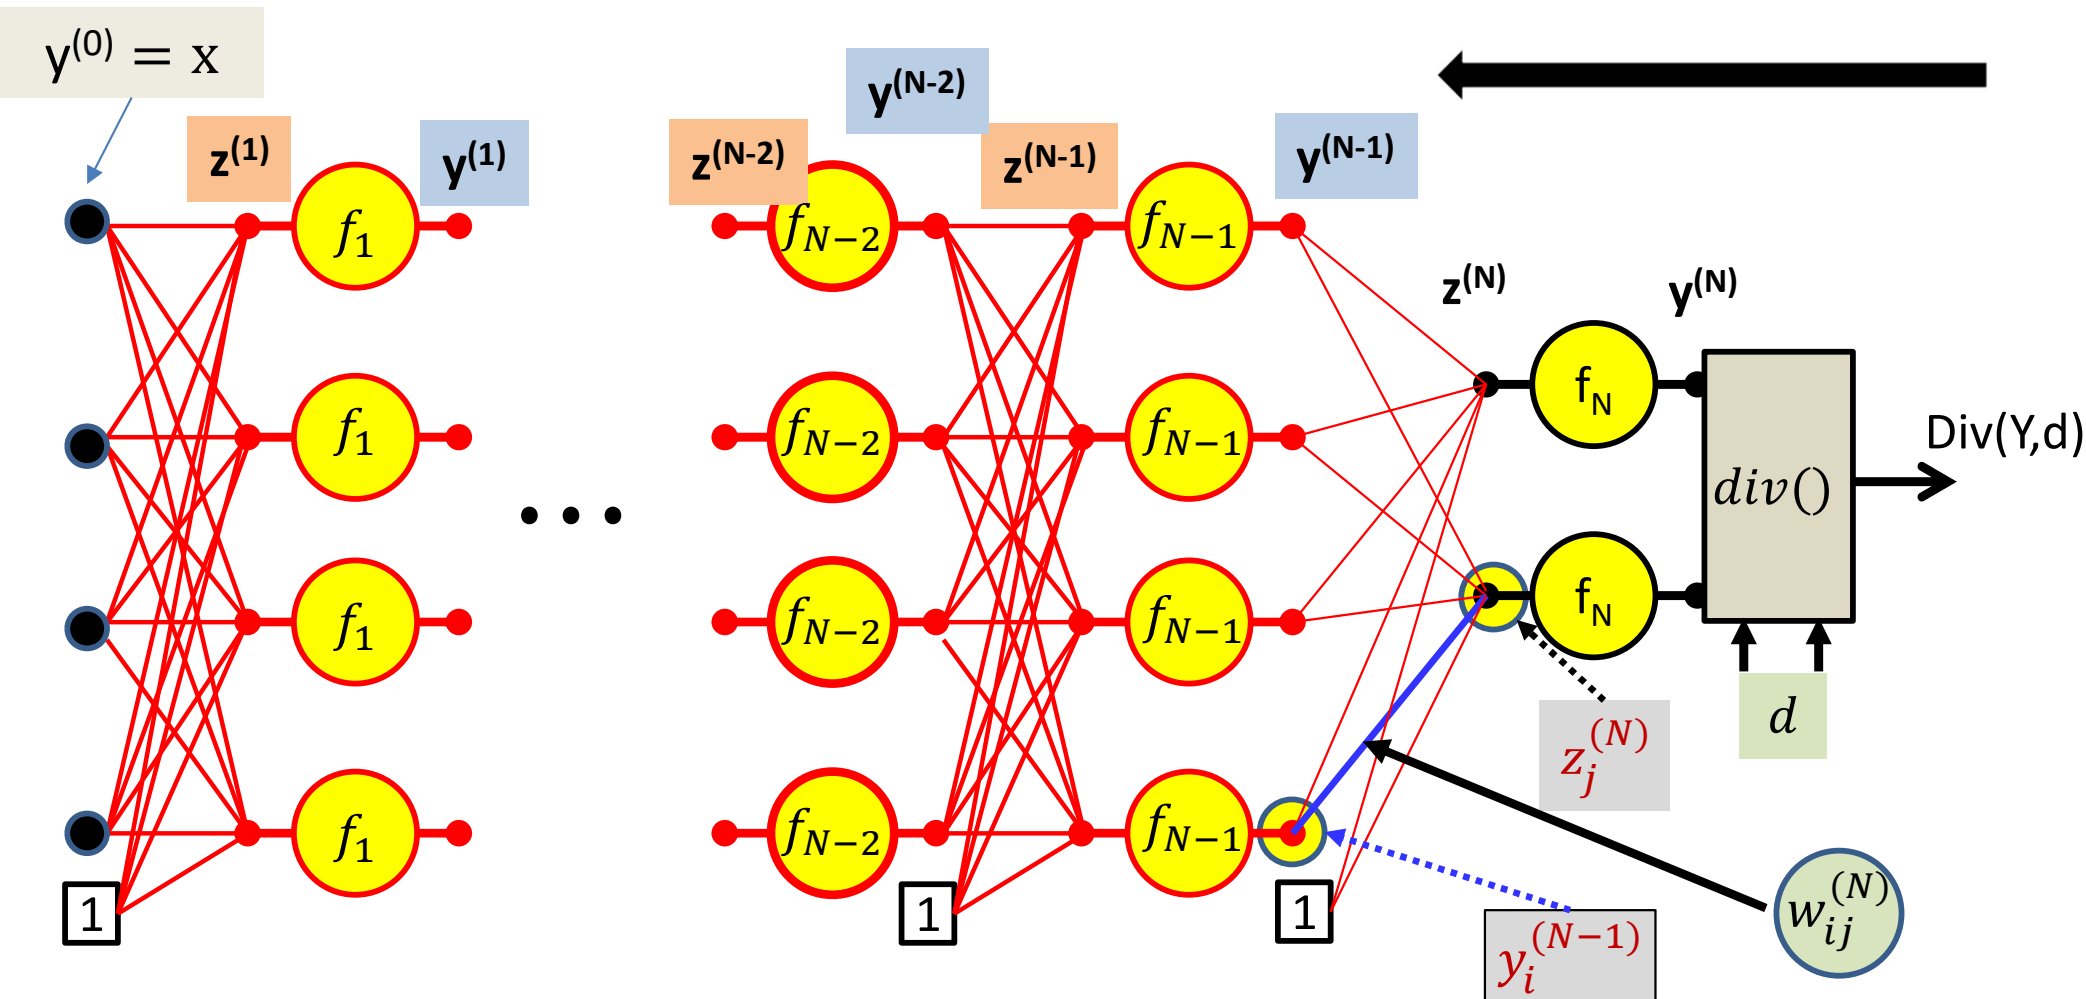 y(0) = x
z(1)
y(1)
z(N-2)
y(N-2)
z(N-1)
y(N-1)
z(N)
y(N)
f1
fN−2
fN−1
fN
f1
fN−2
fN−1
fN
f1
fN−2
fN−1
f1
fN−2
fN−1
div()
Div(Y,d)
d
zj(N)
wij(N)
yi(N−1)
1
1
1